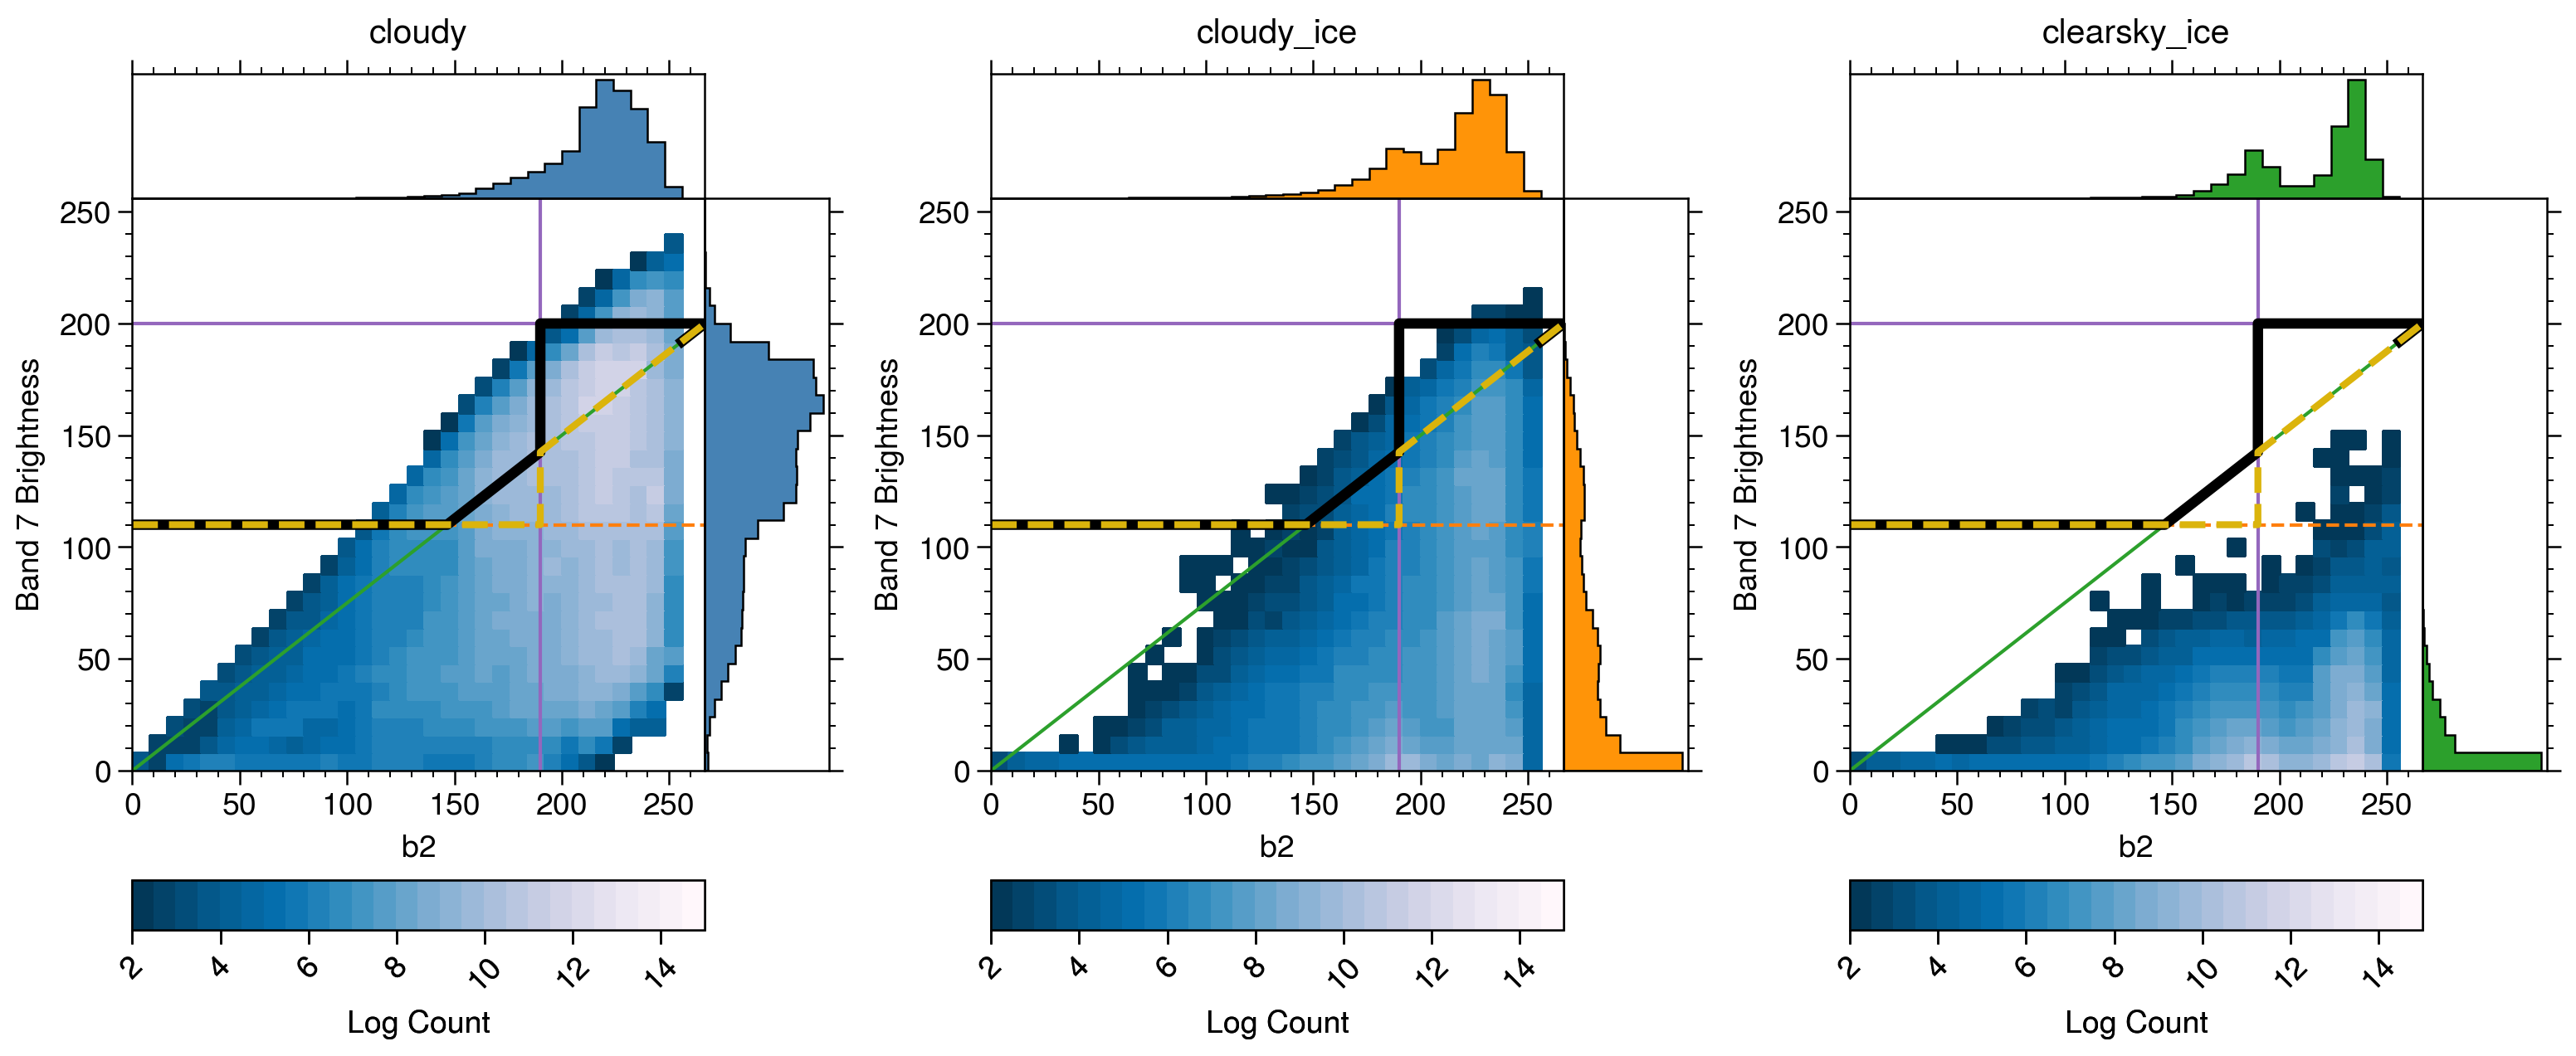 cloudy
cloudy_ice
clearsky_ice
250
200
150
100
50
0
Band 7 Brightness
0 50 100 150 200 250
b2
2 4 6 8 10 12 14
Log Count
250
200
150
100
50
0
Band 7 Brightness
0 50 100 150 200 250
b2
2 4 6 8 10 12 14
Log Count
250
200
150
100
50
0
Band 7 Brightness
0 50 100 150 200 250
b2
2 4 6 8 10 12 14
Log Count